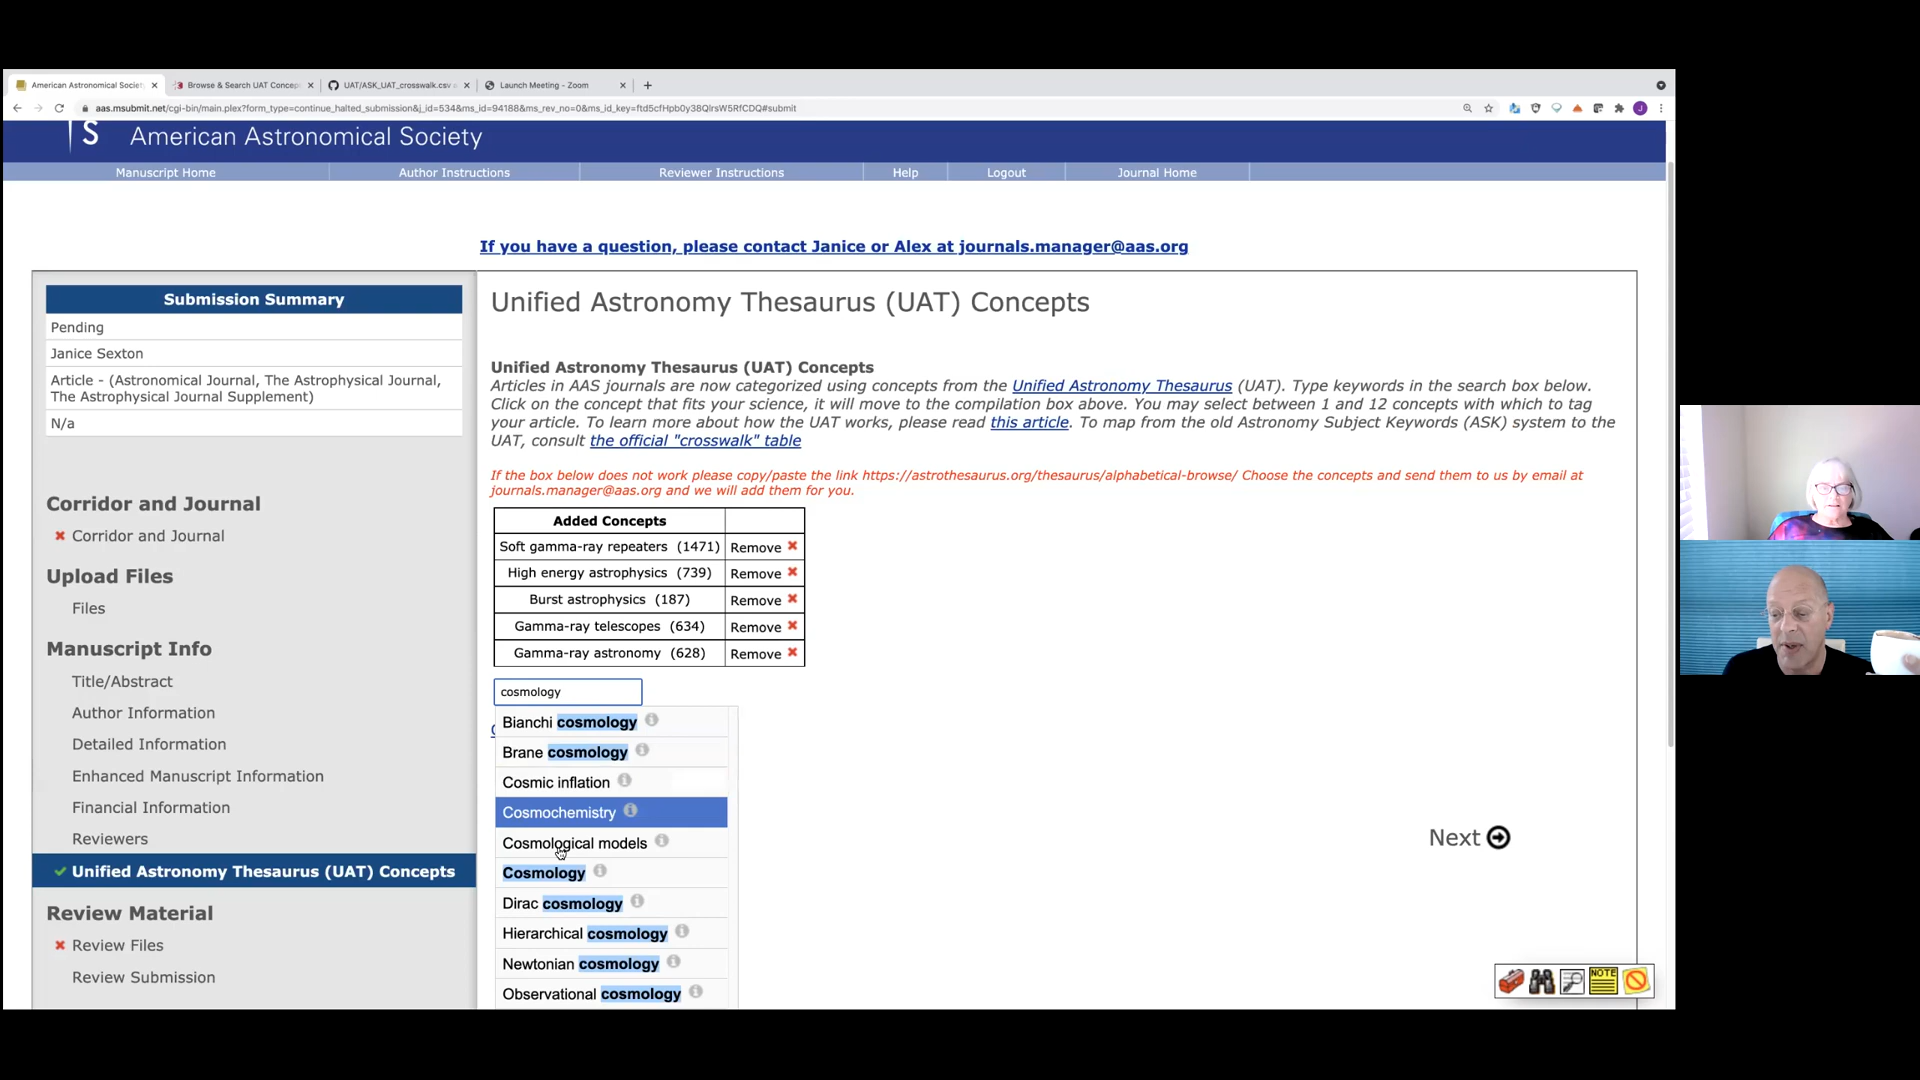 American Astronomical Societ
Browse & Search UAT Concep
UAT/ASK_UAT_crosswalk.csv
Launch Meeting - Zoom
aas.msubmit.net/cgi-bin/main.plex?form_type=continue_halted_submission&j_id=534&ms_id=94188&ms_rev_no=0&ms_id_key=ftd5cfHpb0y38QlrsW5RfCDQ#submit
J
S American Astronomical Society
Manuscript Home
Author Instructions
Reviewer Instructions
Help
Logout
Journal Home
If you have a question, please contact Janice or Alex at journals.manager@aas.org
Submission Summary
Pending
Janice Sexton
Article - (Astronomical Journal, The Astrophysical Journal,
The Astrophysical Journal Supplement)
N/a
Corridor and Journal
Corridor and Journal
Upload Files
Files
Manuscript Info
Title/Abstract
Author Information
Detailed Information
Enhanced Manuscript Information
Financial Information
Reviewers
Unified Astronomy Thesaurus (UAT) Concepts
Review Material
Review Files
Review Submission
Unified Astronomy Thesaurus (UAT) Concepts
Unified Astronomy Thesaurus (UAT) Concepts
Articles in AAS journals are now categorized using concepts from the Unified Astronomy Thesaurus (UAT). Type keywords in the search box below.
Click on the concept that fits your science, it will move to the compilation box above. You may select between 1 and 12 concepts with which to tag
your article. To learn more about how the UAT works, please read this article. To map from the old Astronomy Subject Keywords (ASK) system to the
UAT, consult the official "crosswalk" table
If the box below does not work please copy/paste the link https://astrothesaurus.org/thesaurus/alphabetical-browse/ Choose the concepts and send them to us by email at
journals.manager@aas.org and we will add them for you.
Added Concepts
Soft gamma-ray repeaters (1471) Remove
High energy astrophysics (739) Remove
Burst astrophysics (187) Remove
Gamma-ray telescopes (634) Remove
Gamma-ray astronomy (628) Remove
cosmology
Bianchi cosmology
Brane cosmology
Cosmic inflation
Cosmochemistry
Cosmological models
Cosmology
Dirac cosmology
Hierarchical cosmology
Newtonian cosmology
Observational cosmology
Next
NOTE